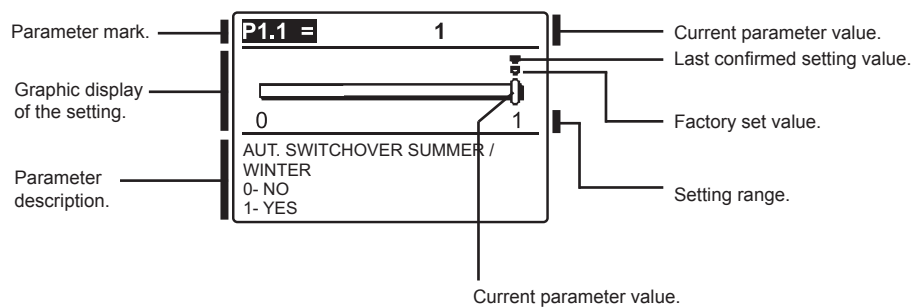 Parameter mark.
P1.1 = 1
Current parameter value.
Last confirmed setting value.
Graphic display
of the setting.
0 1
Factory set value.
AUT. SWITCHOVER SUMMER /
WINTER
0- NO
1- YES
Parameter
description.
Setting range.
Current parameter value.